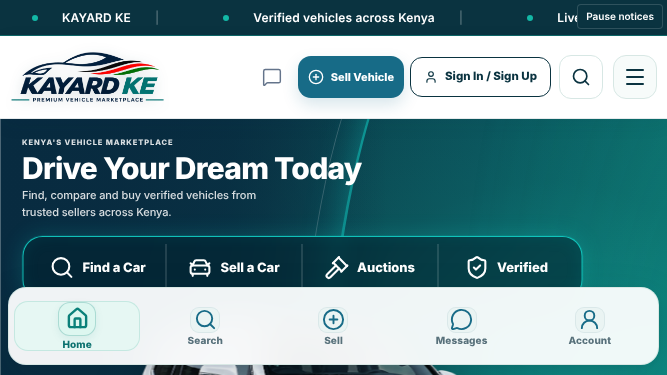 KAYARD KE
Verified vehicles across Kenya
Live
Pause notices
KAYARD KE
PREMIUM VEHICLE MARKETPLACE
Sell Vehicle
Sign In / Sign Up
KENYA'S VEHICLE MARKETPLACE
Drive Your Dream Today
Find, compare and buy verified vehicles from
trusted sellers across Kenya.
Find a Car
Sell a Car
Auctions
Verified
Home
Search
Sell
Messages
Account